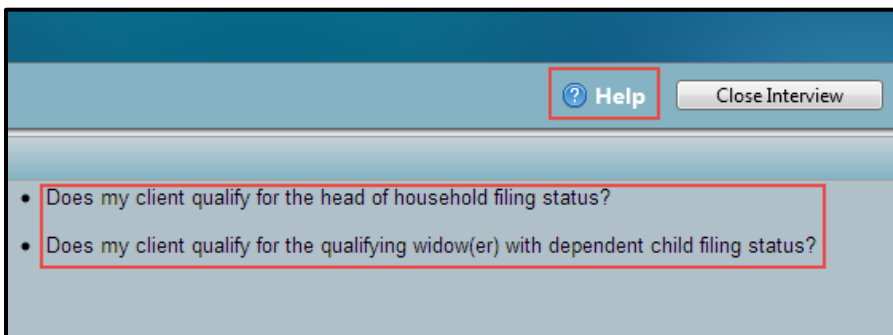 Help
Close Interview
Does my client qualify for the head of household filing status?
Does my client qualify for the qualifying widow(er) with dependent child filing status?